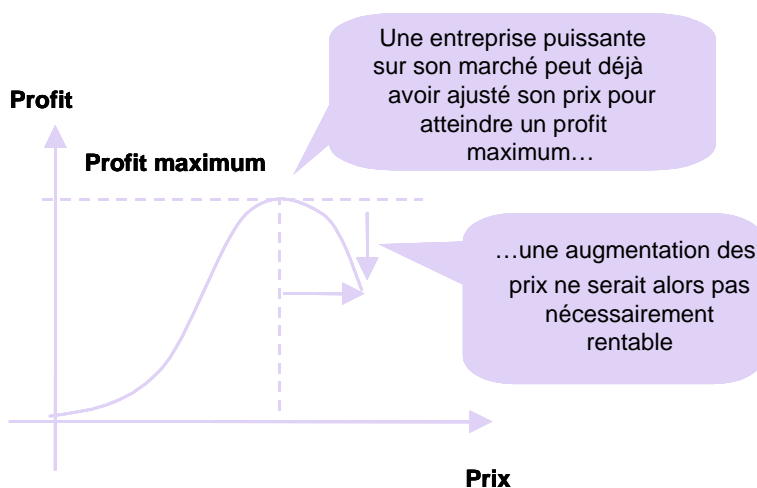 Une entreprise puissante
sur son marché peut déjà
avoir ajusté son prix pour
atteindre un profit
maximum…
Profit
Profit maximum
…une augmentation des
prix ne serait alors pas
nécessairement
rentable
Prix